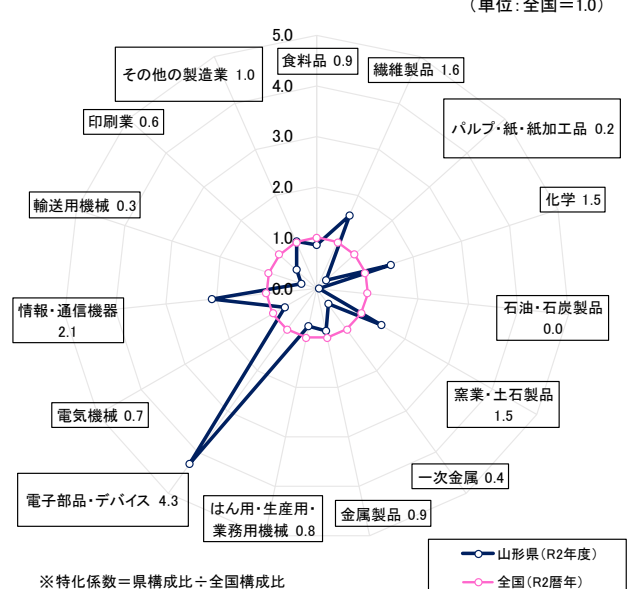 (単位:全国=1.0)
5.0
4.0
3.0
2.0
1.0
0.0
食料品 0.9
繊維製品 1.6
パルプ・紙・紙加工品 0.2
化学 1.5
石油・石炭製品
0.0
窯業・土石製品
1.5
一次金属 0.4
金属製品 0.9
はん用・生産用・
業務用機械 0.8
電子部品・デバイス 4.3
電気機械 0.7
情報・通信機器
2.1
輸送用機械 0.3
印刷業 0.6
その他の製造業 1.0
山形県(R2年度)
全国(R2暦年)
※特化係数=県構成比÷全国構成比